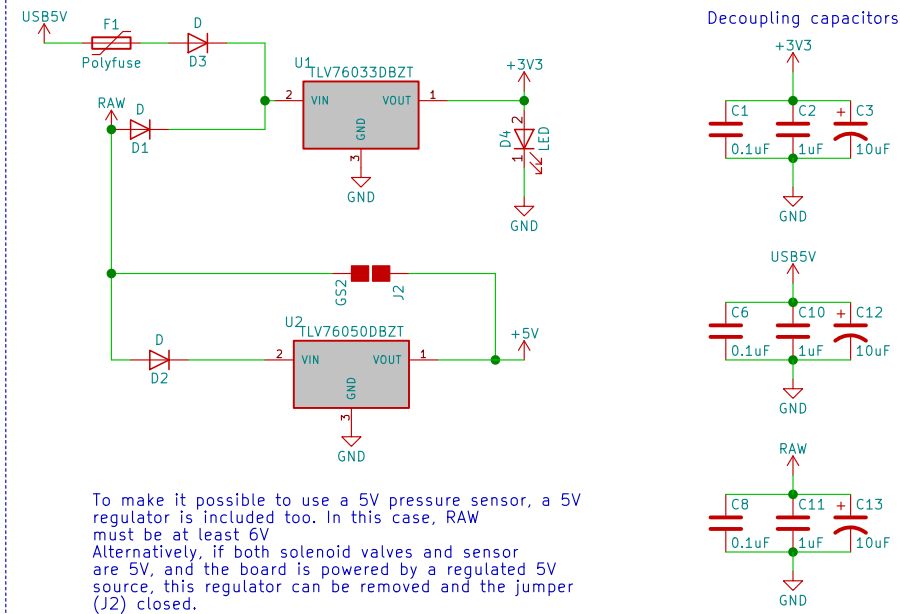 Decoupling capacitors
USB5V
F1
Polyfuse
D
D3
U1
TLV76033DBZT
2
VIN
VOUT
1
GND
3
GND
+3V3
2
D4
LED
1
GND
RAW
D
D1
GS2
J2
U2
TLV76050DBZT
D
D2
2
VIN
VOUT
1
GND
3
GND
+5V
+3V3
C1
0.1uF
C2
1uF
+
C3
10uF
GND
USB5V
C6
0.1uF
C10
1uF
+
C12
10uF
GND
RAW
C8
0.1uF
C11
1uF
+
C13
10uF
GND
To make it possible to use a 5V pressure sensor, a 5V
regulator is included too. In this case, RAW
must be at least 6V
Alternatively, if both solenoid valves and sensor
are 5V, and the board is powered by a regulated 5V
source, this regulator can be removed and the jumper
(J2) closed.